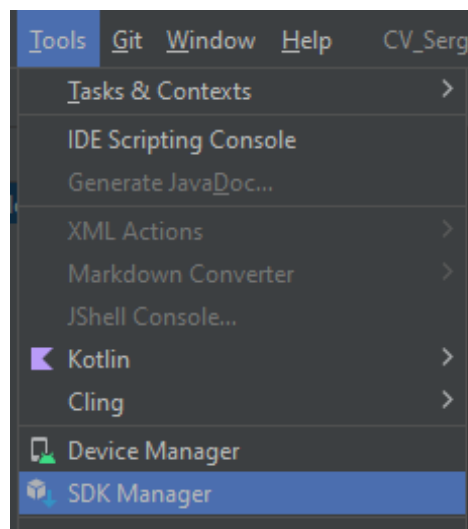 Tools Git Window Help CV_Serg
Tasks & Contexts
IDE Scripting Console
Generate JavaDoc...
XML Actions
Markdown Converter
JShell Console...
Kotlin
Cling
Device Manager
SDK Manager